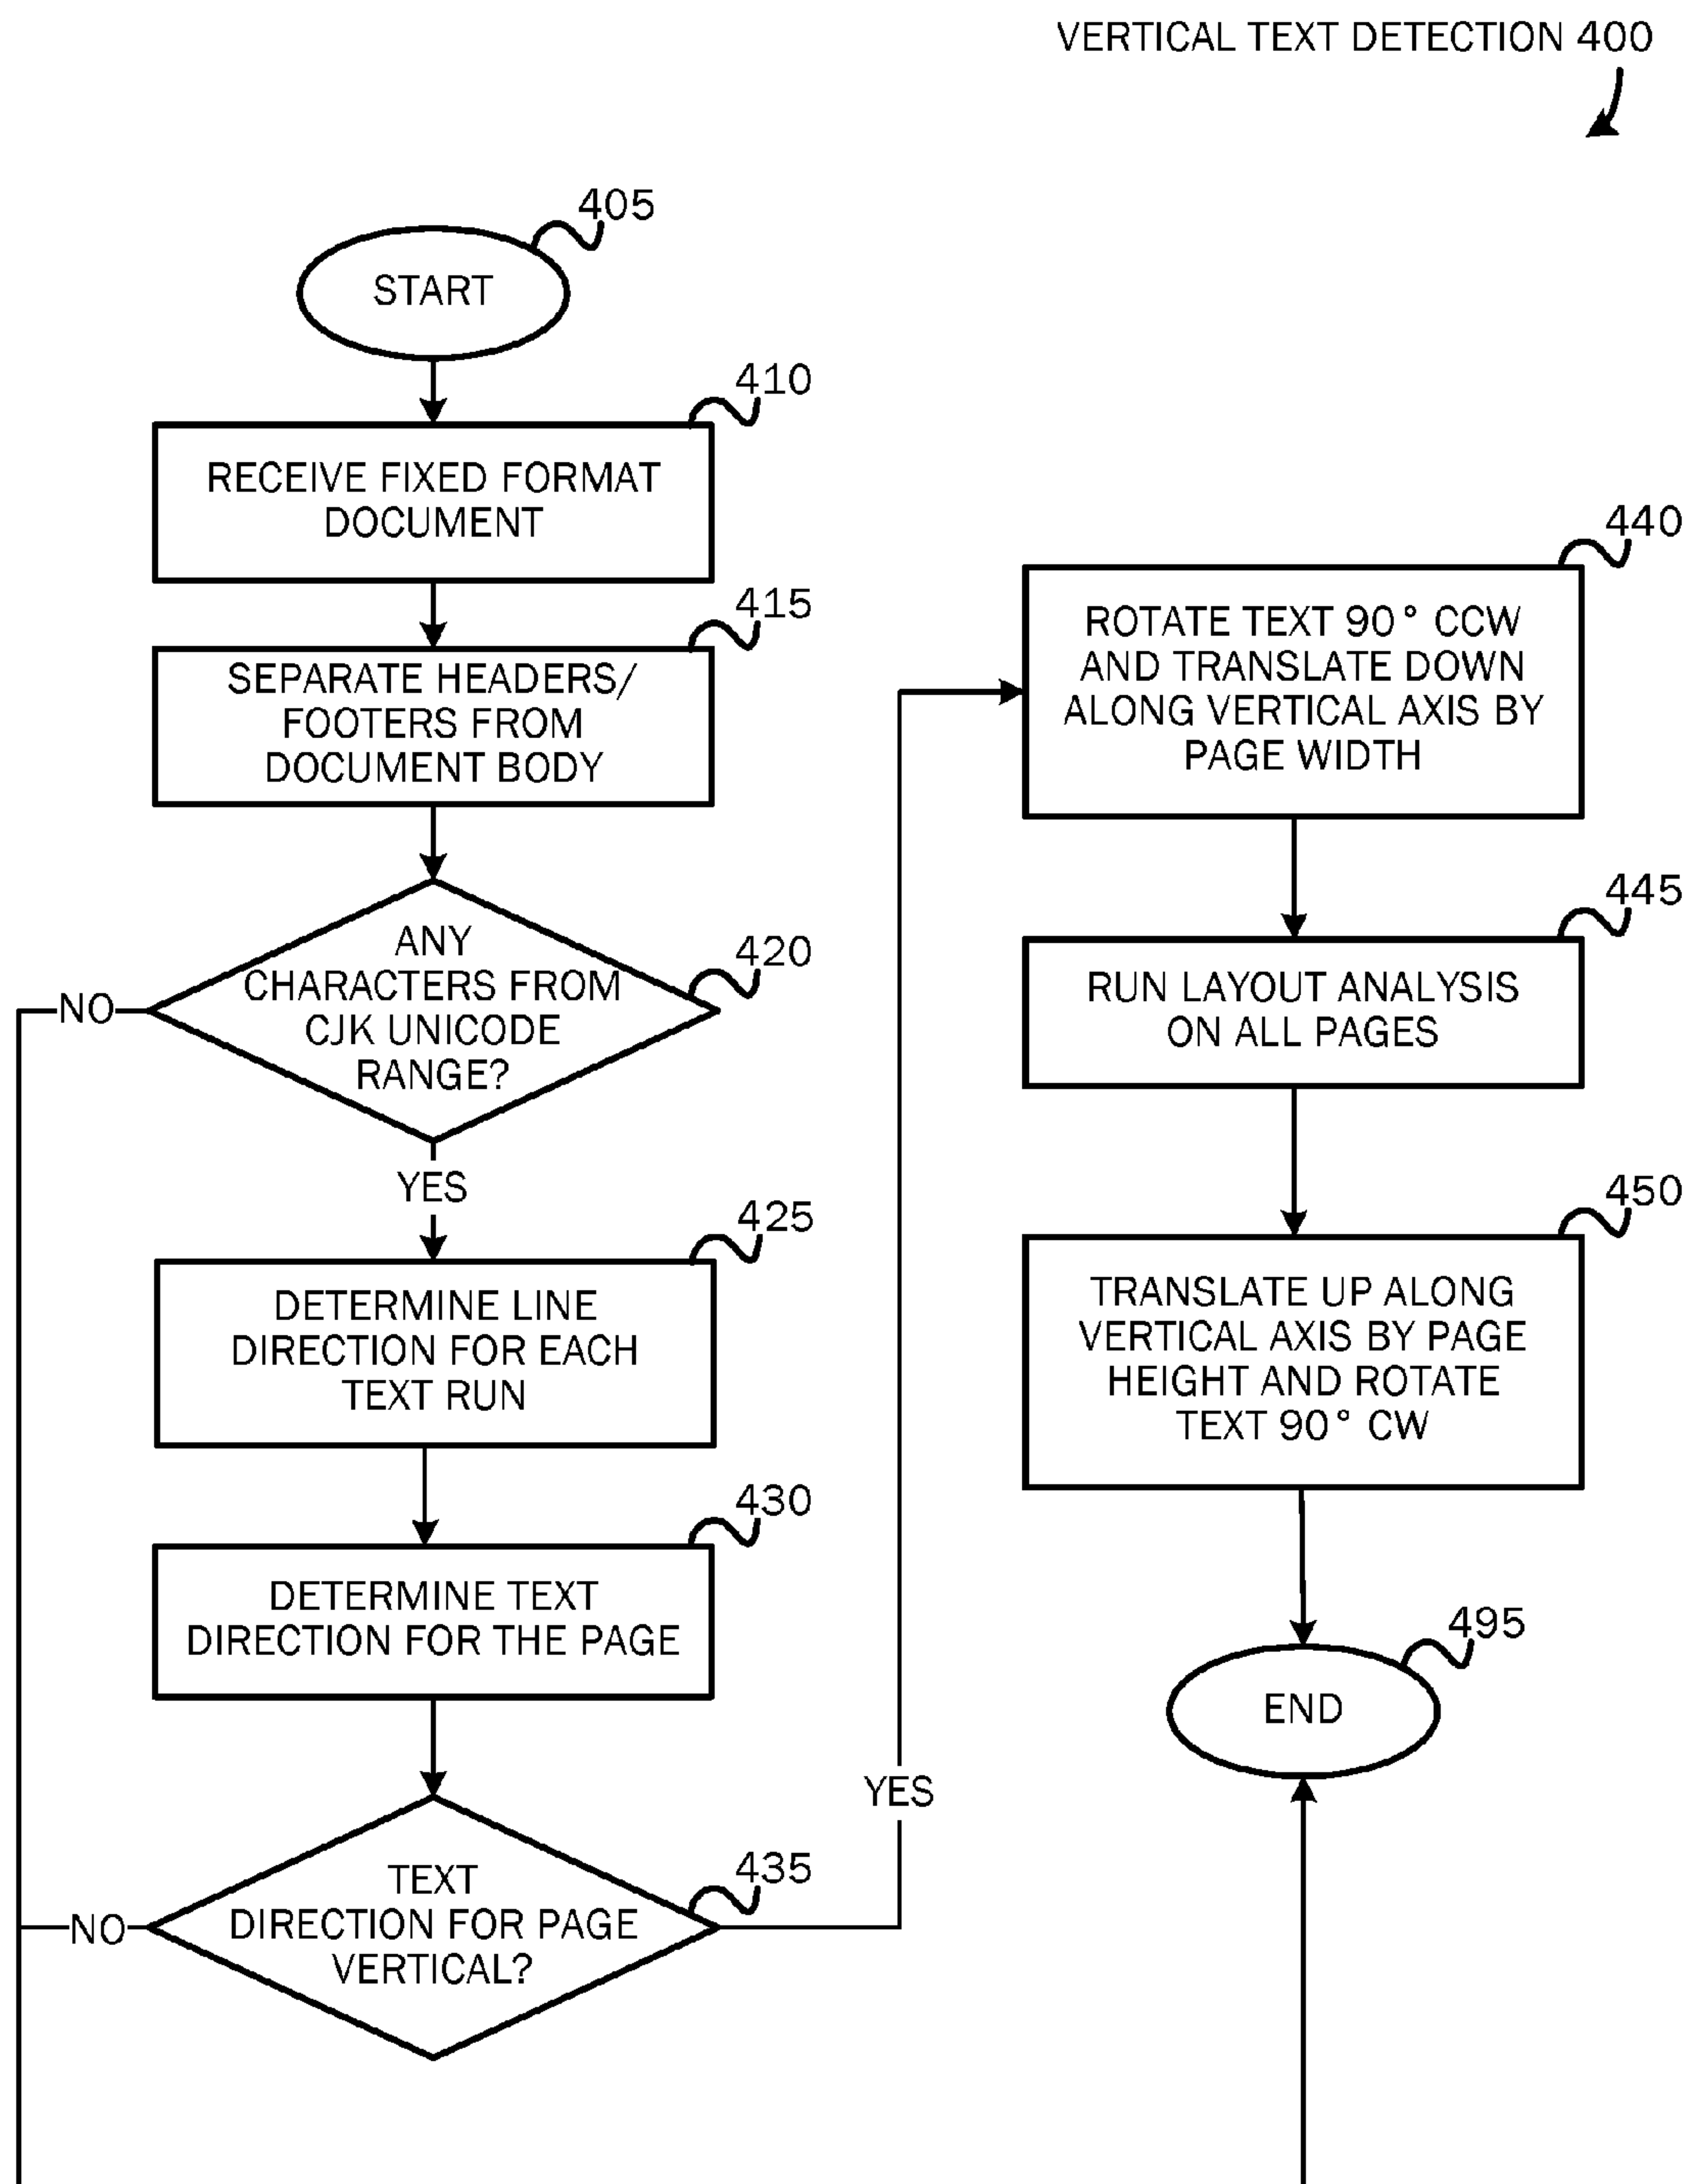 VERTICAL TEXT DETECTION 400
405
START
410
RECEIVE FIXED FORMAT
DOCUMENT
415
SEPARATE HEADERS/
FOOTERS FROM
DOCUMENT BODY
420
ANY
CHARACTERS FROM
CJK UNICODE
RANGE?
NO
YES
425
DETERMINE LINE
DIRECTION FOR EACH
TEXT RUN
430
DETERMINE TEXT
DIRECTION FOR THE PAGE
435
TEXT
DIRECTION FOR PAGE
VERTICAL?
NO
YES
440
ROTATE TEXT 90° CCW
AND TRANSLATE DOWN
ALONG VERTICAL AXIS BY
PAGE WIDTH
445
RUN LAYOUT ANALYSIS
ON ALL PAGES
450
TRANSLATE UP ALONG
VERTICAL AXIS BY PAGE
HEIGHT AND ROTATE
TEXT 90° CW
495
END